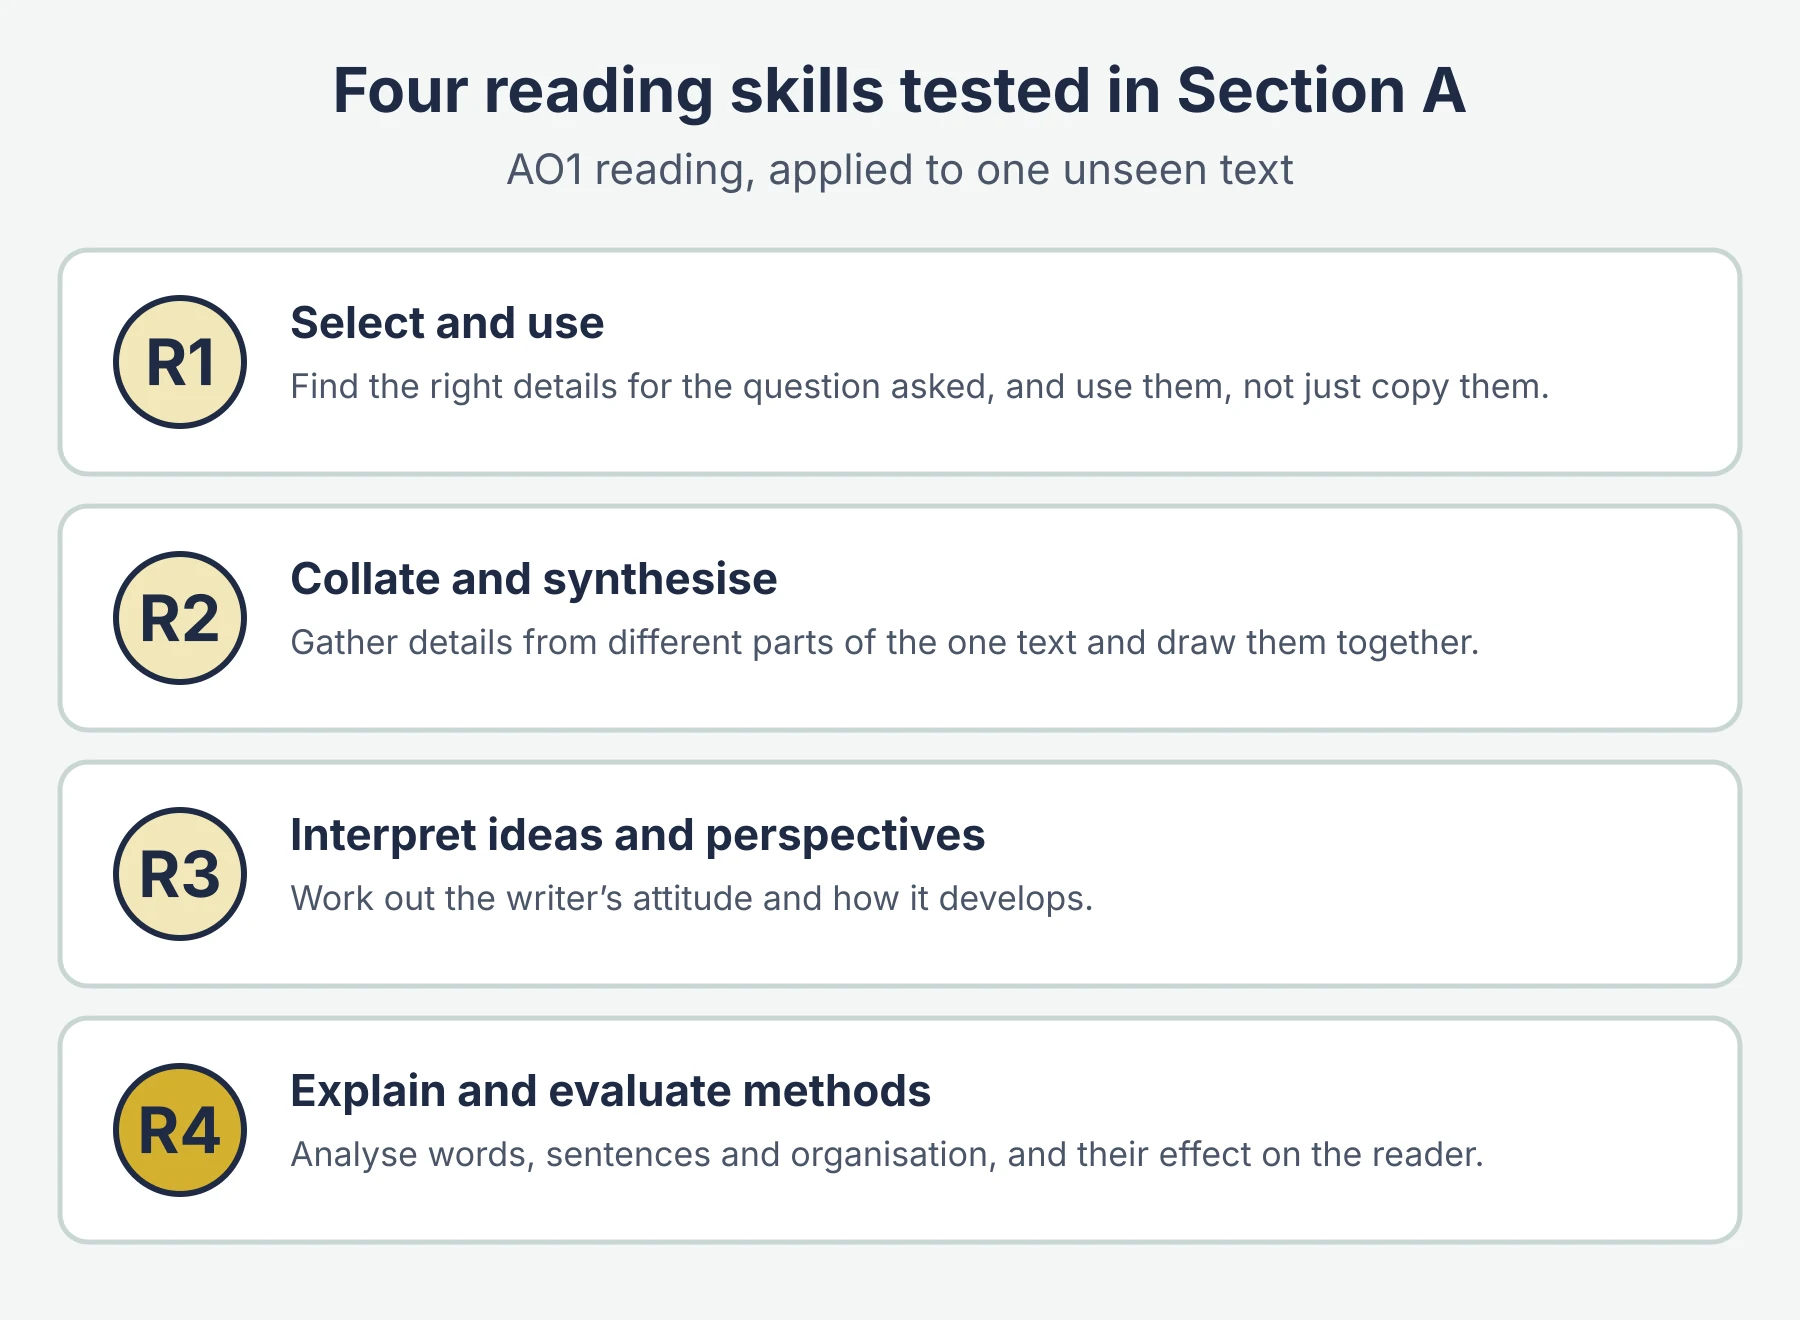 Four reading skills tested in Section A
AO1 reading, applied to one unseen text
R1
Select and use
Find the right details for the question asked, and use them, not just copy them.
R2
Collate and synthesise
Gather details from different parts of the one text and draw them together.
R3
Interpret ideas and perspectives
Work out the writer’s attitude and how it develops.
R4
Explain and evaluate methods
Analyse words, sentences and organisation, and their effect on the reader.